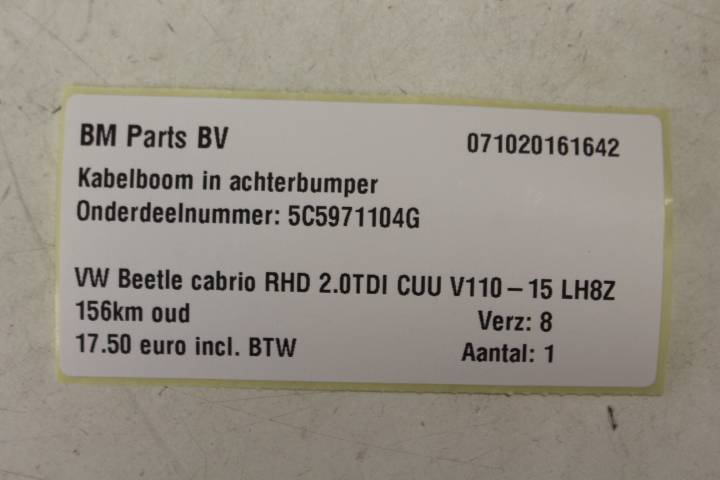 BM Parts BV 071020161642
Kabelboom in achterbumper
Onderdeelnummer: 5C5971104G
VW Beetle cabrio RHD 2.0TDI CUU V110-15 LH8Z
156km oud Verz: 8
17.50 euro incl. BTW Aantal: 1